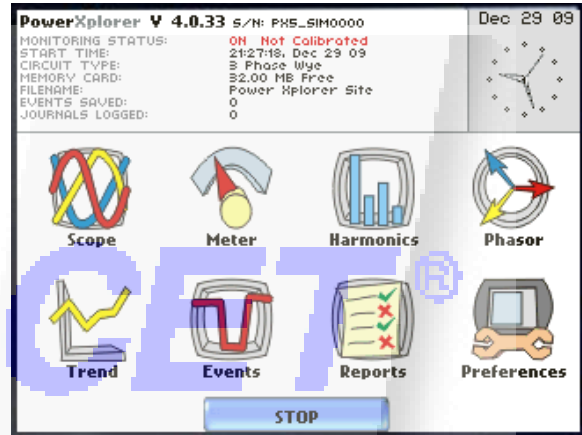 PowerXplorer V 4.0.33 S/N: PX5_SIM0000
Dec 29 09
MONITORING STATUS: ON Not Calibrated
START TIME: 21:27:18, Dec 29 09
CIRCUIT TYPE: 3 Phase Wye
MEMORY CARD: 32.00 MB Free
FILENAME: Power Xplorer Site
EVENTS SAVED: 0
JOURNALS LOGGED: 0
Scope Meter Harmonics Phasor
CET®
Trend Events Reports Preferences
STOP